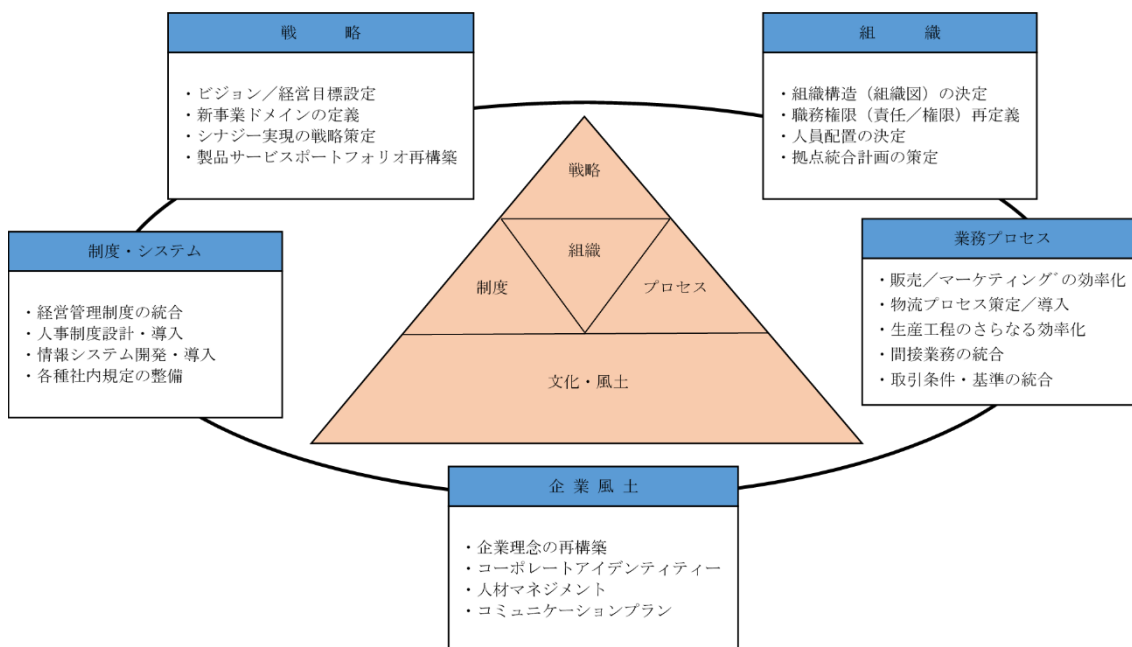 戦　　略
・ビジョン／経営目標設定
・新事業ドメインの定義
・シナジー実現の戦略策定
・製品サービスポートフォリオ再構築
組　　織
・組織構造（組織図）の決定
・職務権限（責任／権限）再定義
・人員配置の決定
・拠点統合計画の策定
制度・システム
・経営管理制度の統合
・人事制度設計・導入
・情報システム開発・導入
・各種社内規定の整備
戦略
組織
制度
プロセス
文化・風土
業務プロセス
・販売／マーケティング゛の効率化
・物流プロセス策定／導入
・生産工程のさらなる効率化
・間接業務の統合
・取引条件・基準の統合
企 業 風 土
・企業理念の再構築
・コーポレートアイデンティティー
・人材マネジメント
・コミュニケーションプラン